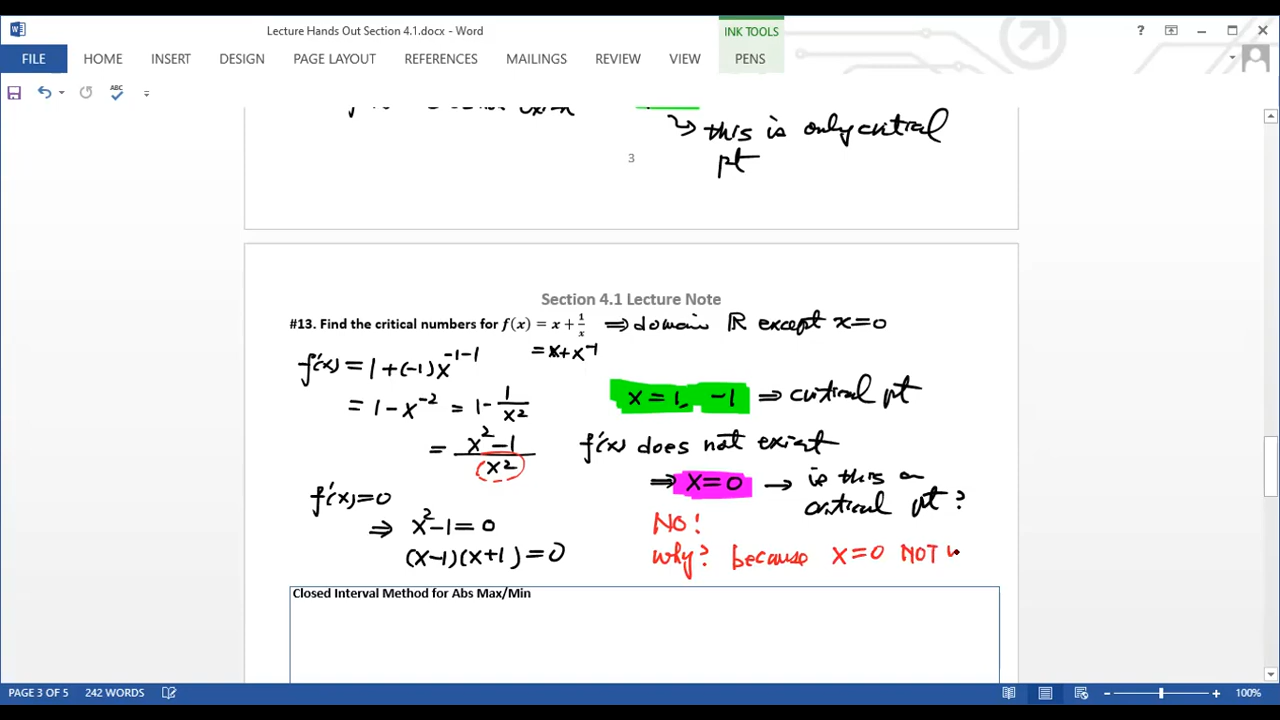 Lecture Hands Out Section 4.1.docx - Word
INK TOOLS
FILE HOME INSERT DESIGN PAGE LAYOUT REFERENCES MAILINGS REVIEW VIEW PENS
ABC
↳ this is only critical
pt
3
Section 4.1 Lecture Note
#13. Find the critical numbers for f(x) = x + 1/x ⇒ domain ℝ except x=0
= x + x⁻¹
f'(x) = 1 + (-1)x⁻¹⁻¹
= 1 - x⁻² = 1 - 1/x²
= (x² - 1)/x²
f'(x) = 0
⇒ x² - 1 = 0
(x-1)(x+1) = 0
x = 1, -1 ⇒ critical pt
f'(x) does not exist
⇒ x = 0 → is this a
critical pt?
NO!
why? because x=0 NOT
Closed Interval Method for Abs Max/Min
PAGE 3 OF 5 242 WORDS 100%